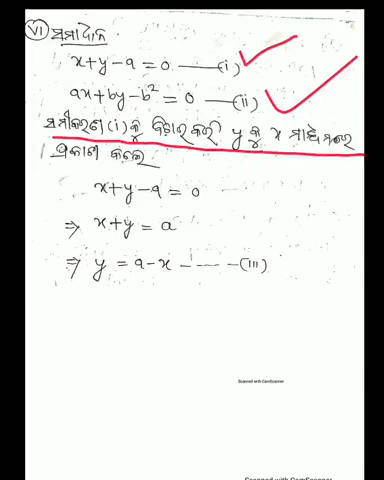 (VI) ସମାଧାନ
x+y-a=0 ——(i)
ax+by-b²=0 ——(ii)
ସମୀକରଣ (i) କୁ ବିଚାର କରି y କୁ x ମାଧ୍ୟମରେ
ପ୍ରକାଶ କଲେ
x+y-a=0
⇒ x+y=a
⇒ y=a-x -----(III)
Scanned with CamScanner
Scanned with CamScanner